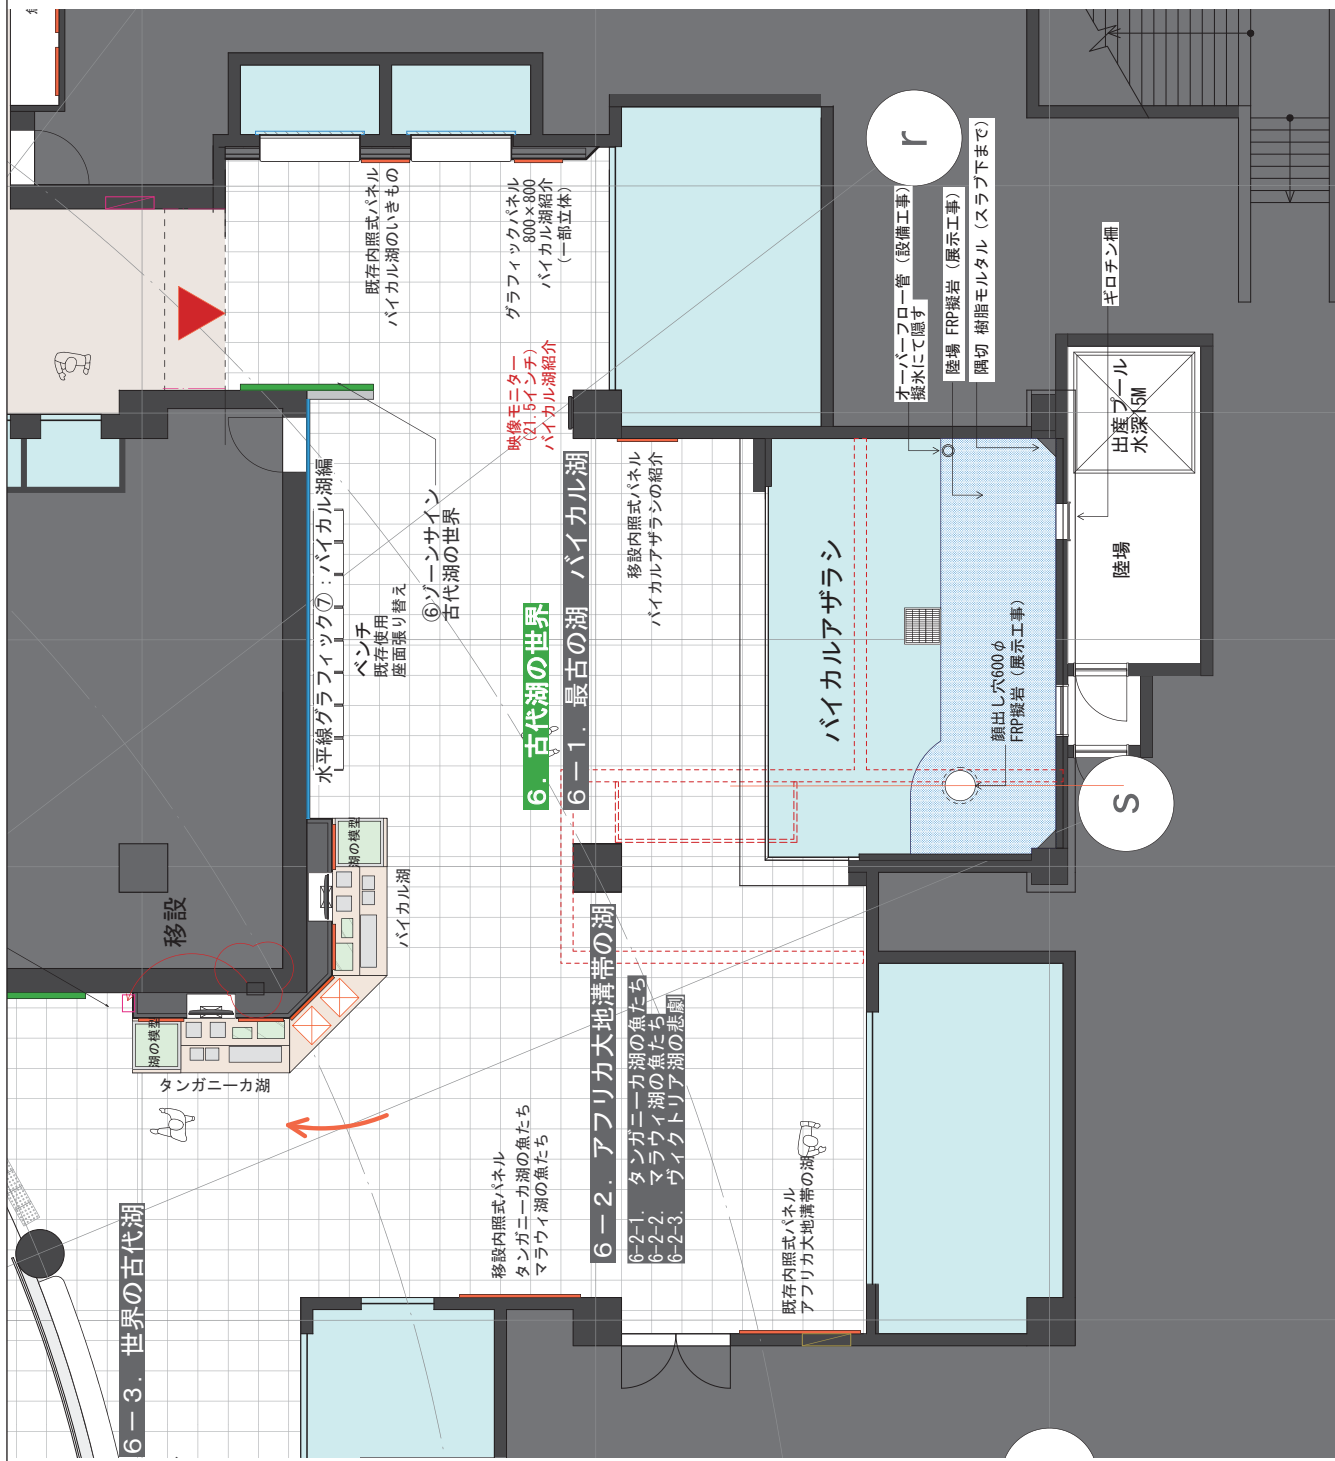 r
既存内照式パネル
バイカル湖のいきもの
グラフィックパネル
800×800
バイカル湖紹介
(一部立体)
映像モニター
(21.5インチ)
バイカル湖紹介
オーバーフロー管 (設備工事)
擬氷にて隠す
陸場 FRP擬岩 (展示工事)
隅切 樹脂モルタル (スラブ下まで)
ギロチン柵
出産プール
水深1.5M
陸場
水平線グラフィック⑦：バイカル湖編
ベンチ
既存使用
座面張り替え
⑥ゾーンサイン
古代湖の世界
6. 古代湖の世界
6－1. 最古の湖 バイカル湖
移設内照式パネル
バイカルアザラシの紹介
バイカルアザラシ
顔出し穴600φ
FRP擬岩 (展示工事)
s
湖の模型
バイカル湖
移設
湖の模型
タンガニーカ湖
6－2. アフリカ大地溝帯の湖
6-2-1. タンガニーカ湖の魚たち
6-2-2. マラウィ湖の魚たち
6-2-3. ヴィクトリア湖の悲劇
移設内照式パネル
タンガニーカ湖の魚たち
マラウィ湖の魚たち
既存内照式パネル
アフリカ大地溝帯の湖
6－3. 世界の古代湖